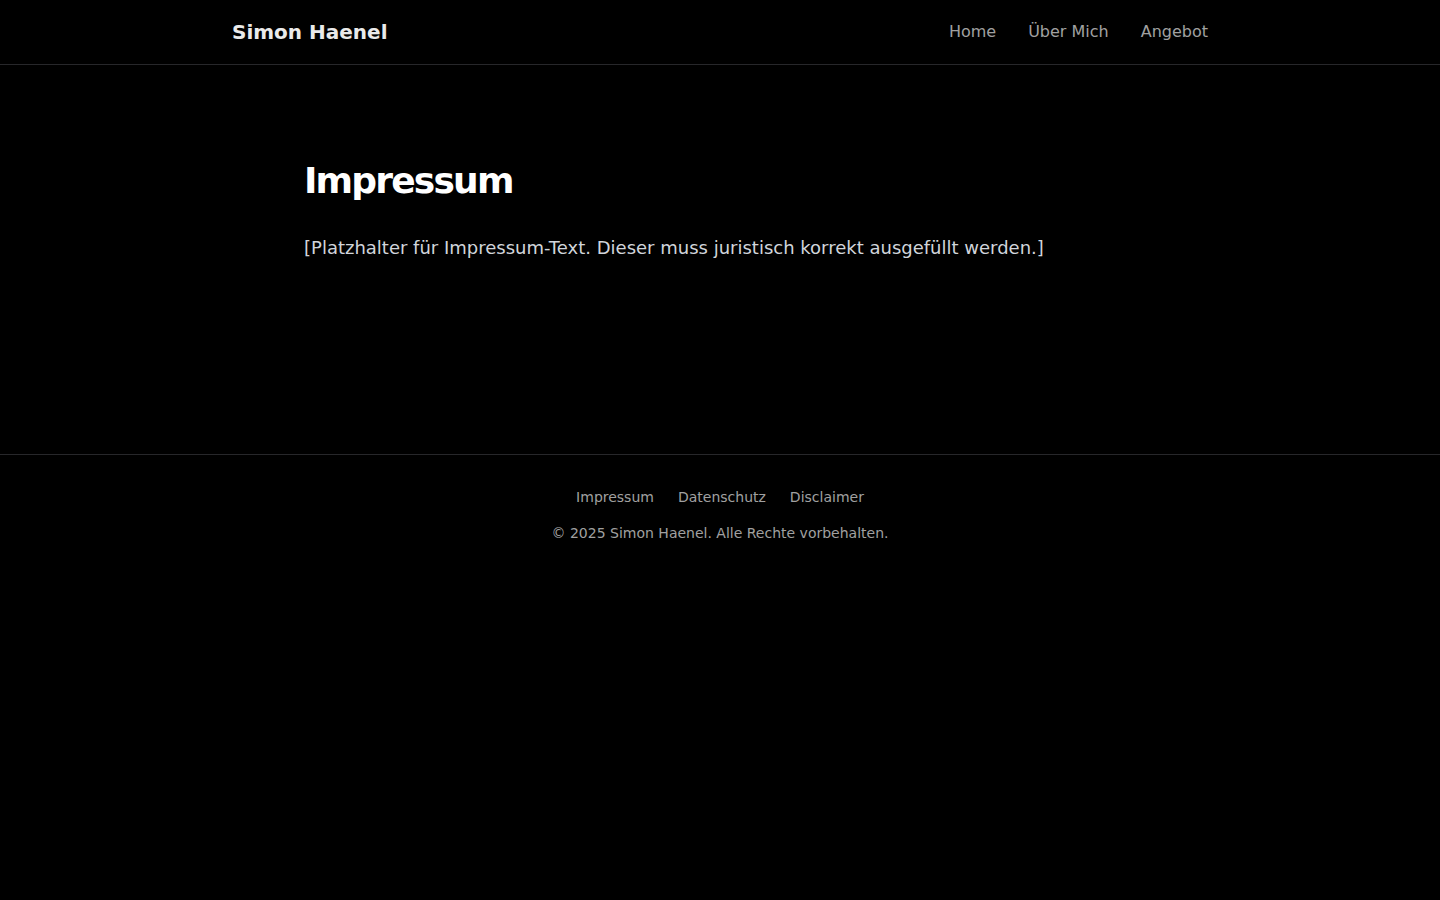 Simon Haenel
Home Über Mich Angebot
Impressum
[Platzhalter für Impressum-Text. Dieser muss juristisch korrekt ausgefüllt werden.]
Impressum Datenschutz Disclaimer
© 2025 Simon Haenel. Alle Rechte vorbehalten.